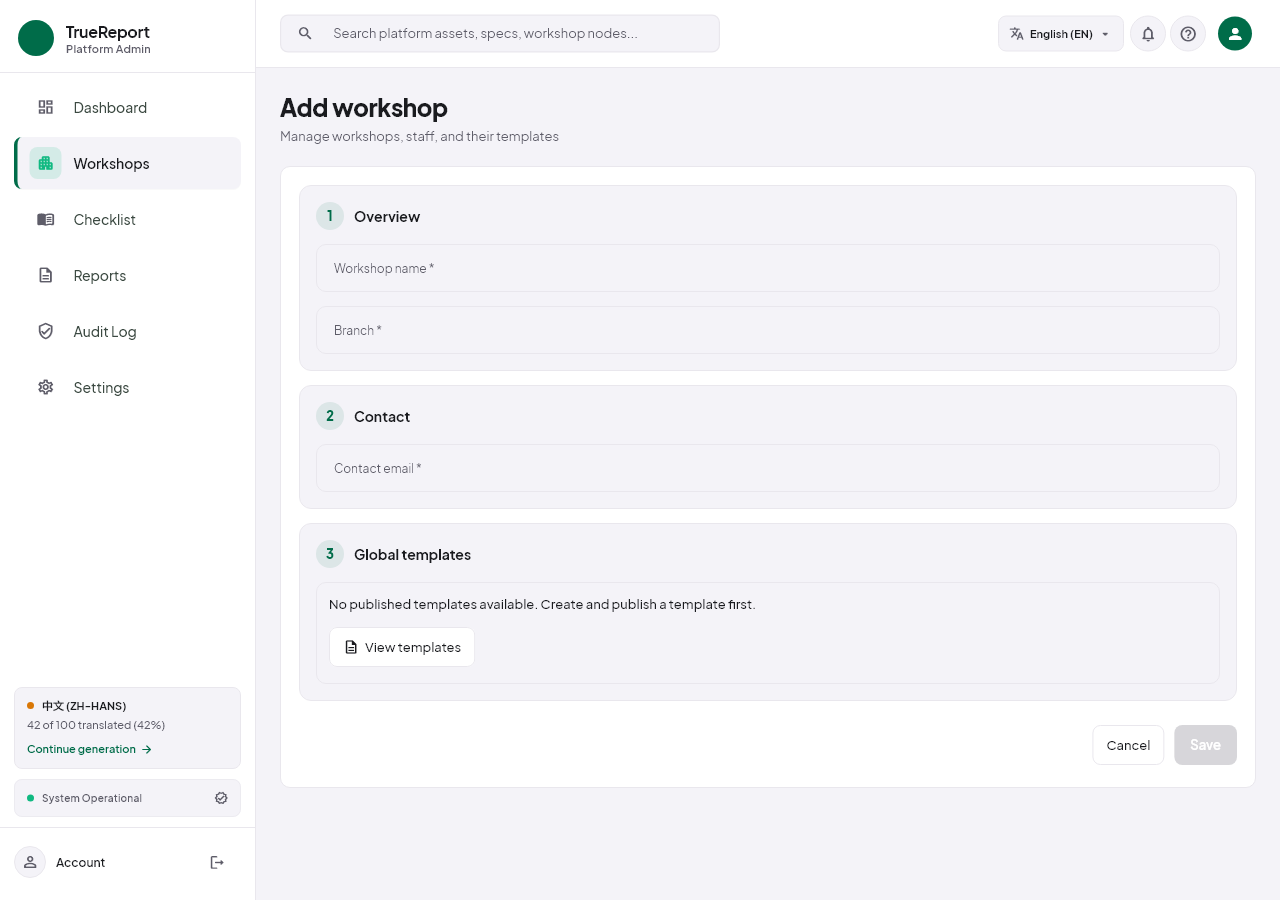 TrueReport
Platform Admin
Search platform assets, specs, workshop nodes...
English (EN)
Dashboard
Workshops
Checklist
Reports
Audit Log
Settings
中文 (ZH-HANS)
42 of 100 translated (42%)
Continue generation →
System Operational
Account
Add workshop
Manage workshops, staff, and their templates
1 Overview
Workshop name *
Branch *
2 Contact
Contact email *
3 Global templates
No published templates available. Create and publish a template first.
View templates
Cancel
Save